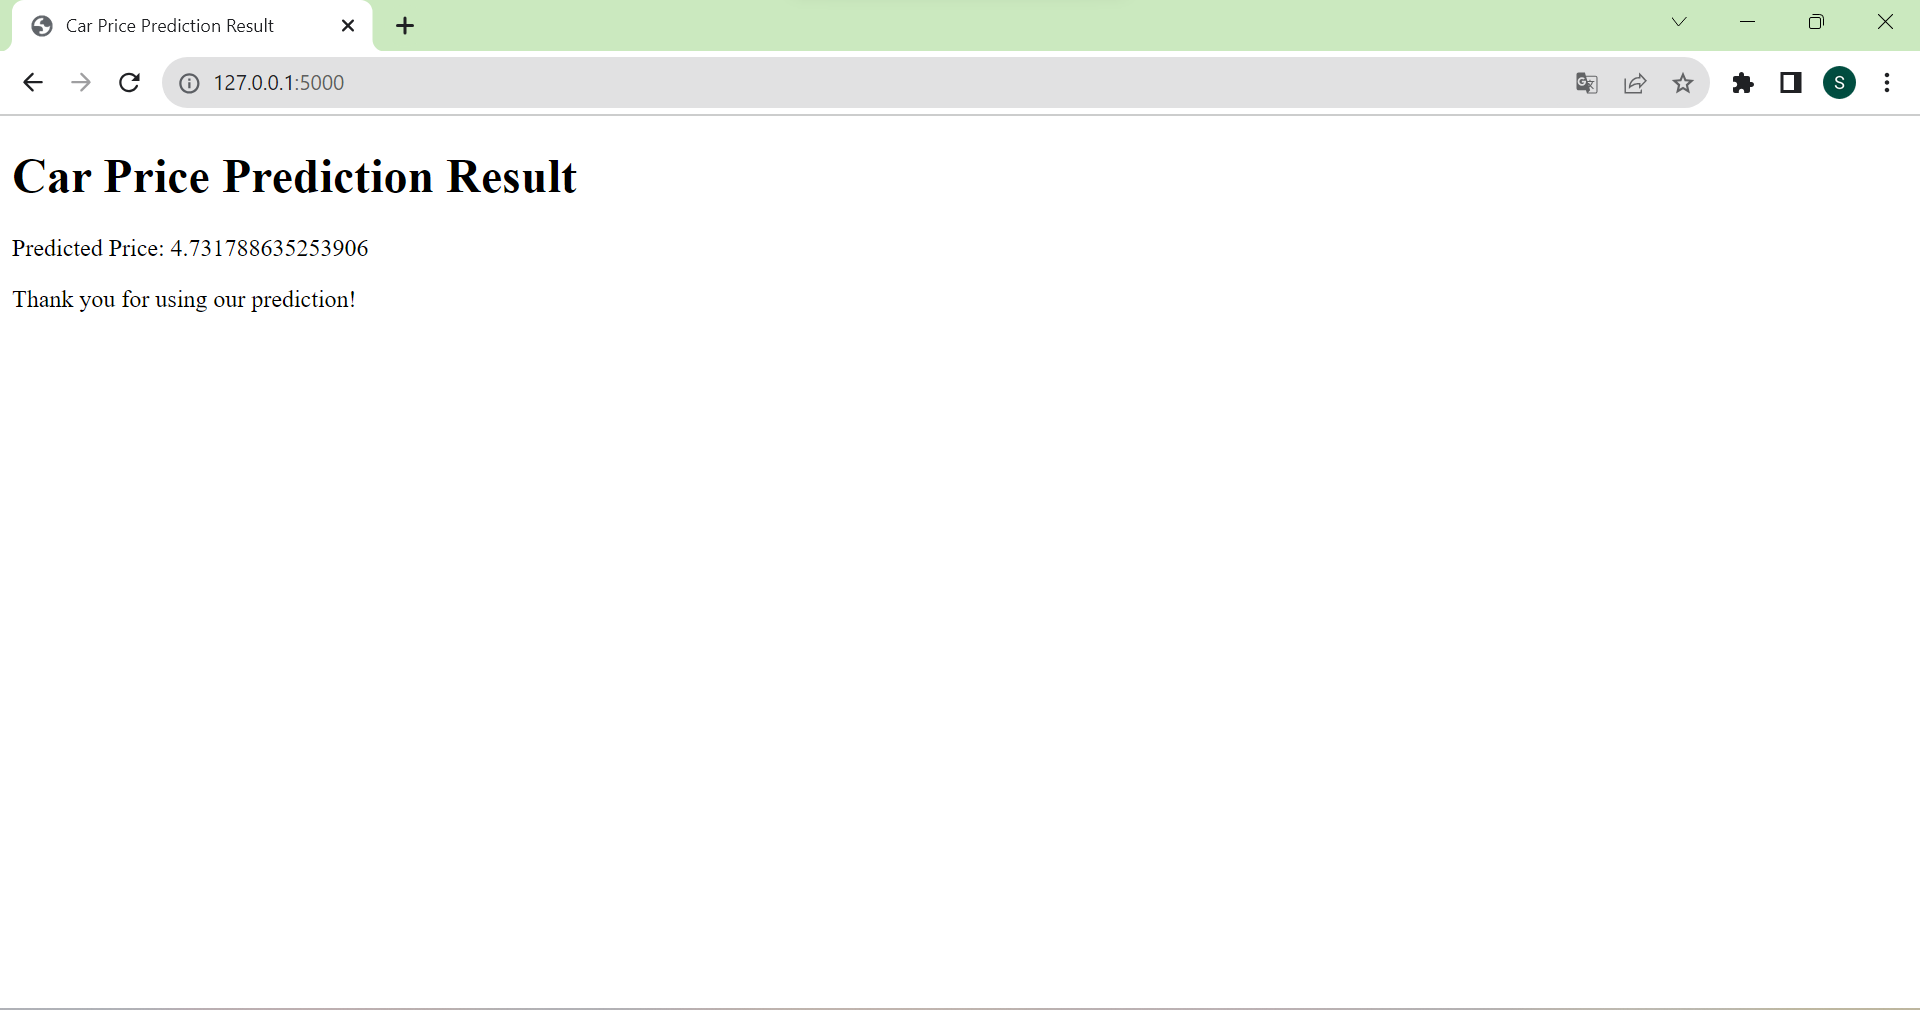 Car Price Prediction Result
127.0.0.1:5000
S
Car Price Prediction Result
Predicted Price: 4.731788635253906
Thank you for using our prediction!